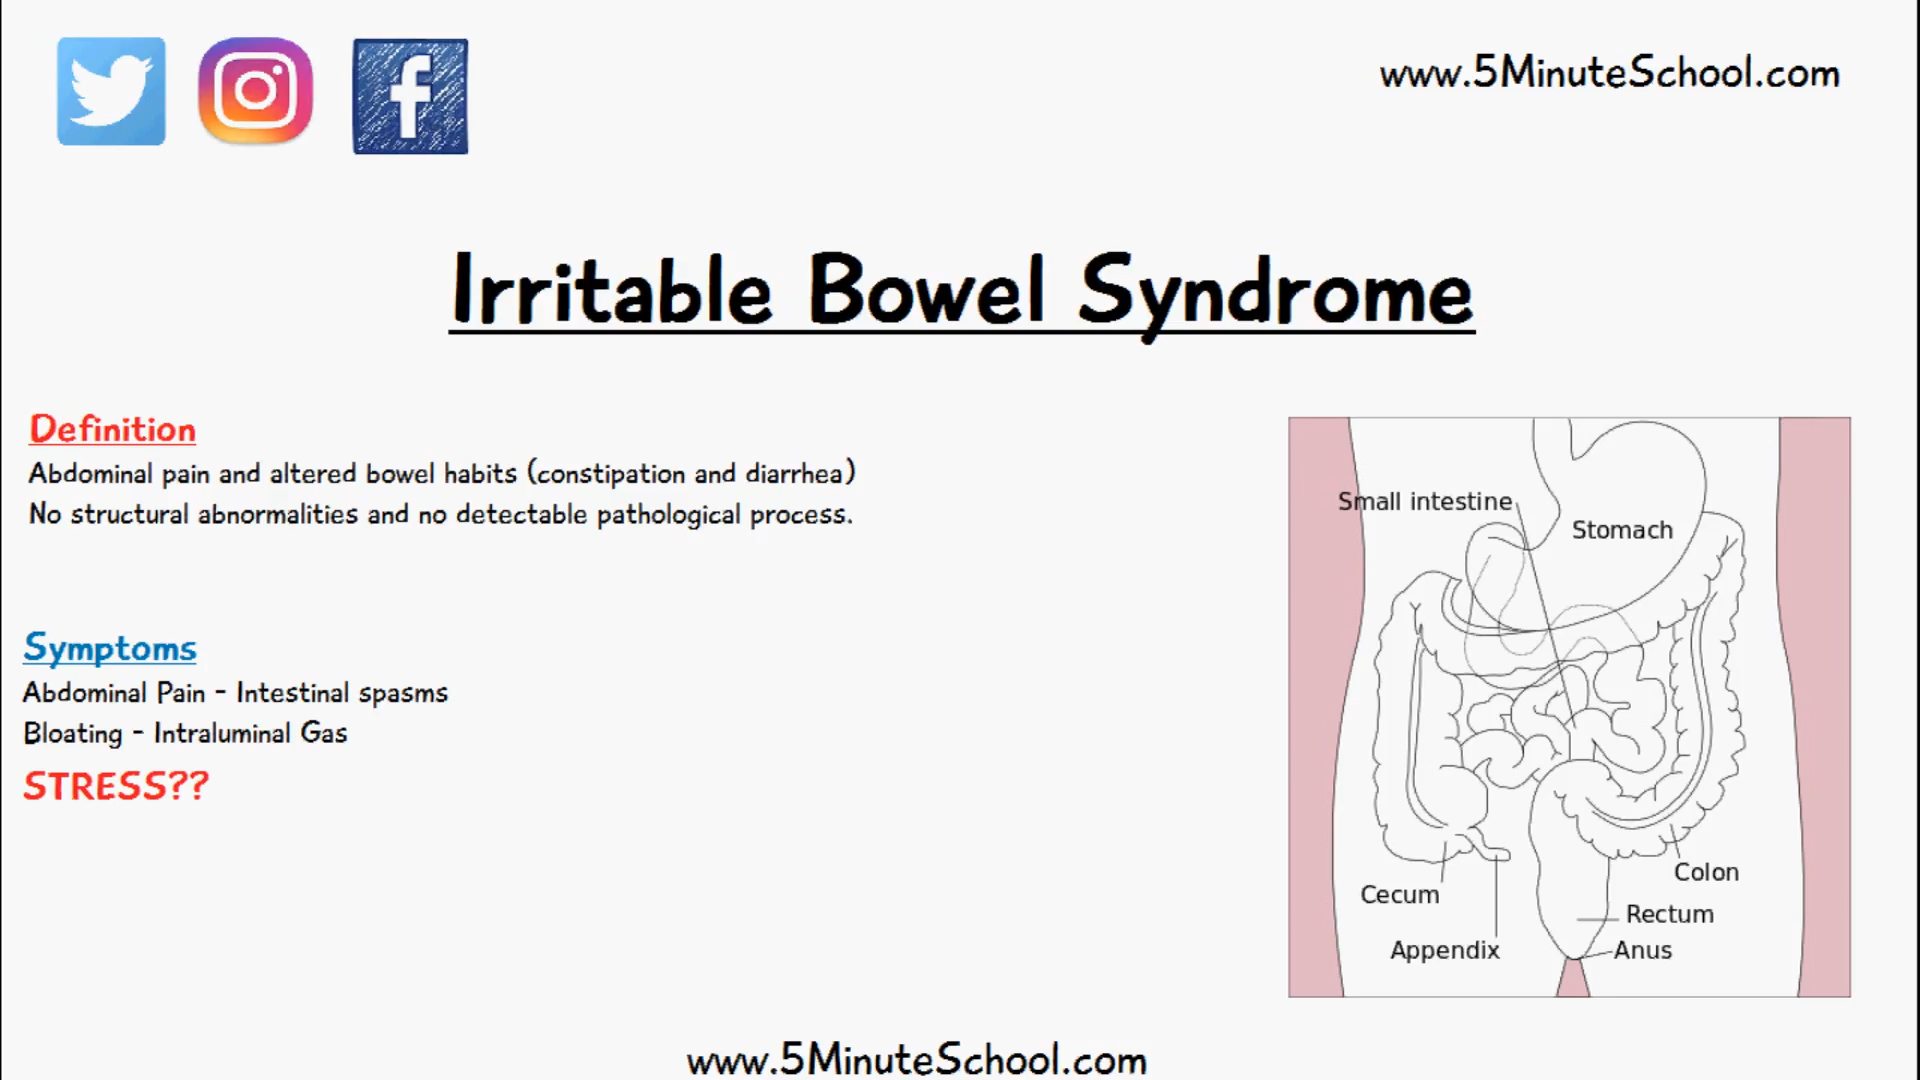 www.5MinuteSchool.com
Irritable Bowel Syndrome
Definition
Abdominal pain and altered bowel habits (constipation and diarrhea)
No structural abnormalities and no detectable pathological process.
Symptoms
Abdominal Pain - Intestinal spasms
Bloating - Intraluminal Gas
STRESS??
Small intestine
Stomach
Colon
Cecum
Rectum
Appendix
Anus
www.5MinuteSchool.com